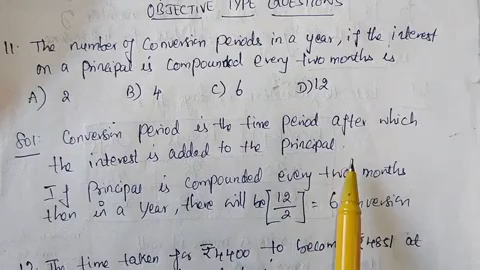 OBJECTIVE TYPE QUESTIONS
11. The number of conversion periods in a year, if the interest
on a principal is compounded every two months is
A) 2 B) 4 C) 6 D) 12
Sol: Conversion period is the time period after which
the interest is added to the Principal.
If Principal is compounded every two months
then in a year, there will be [12/2] = 6 conversion
12. The time taken for ₹4400 to become ₹4851 at